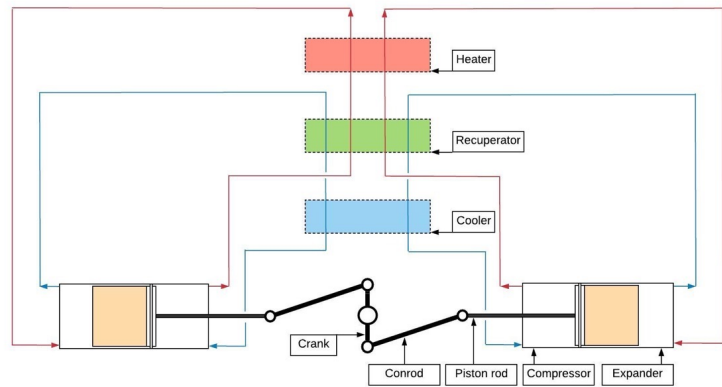 Heater
Recuperator
Cooler
Crank
Conrod
Piston rod
Compressor
Expander